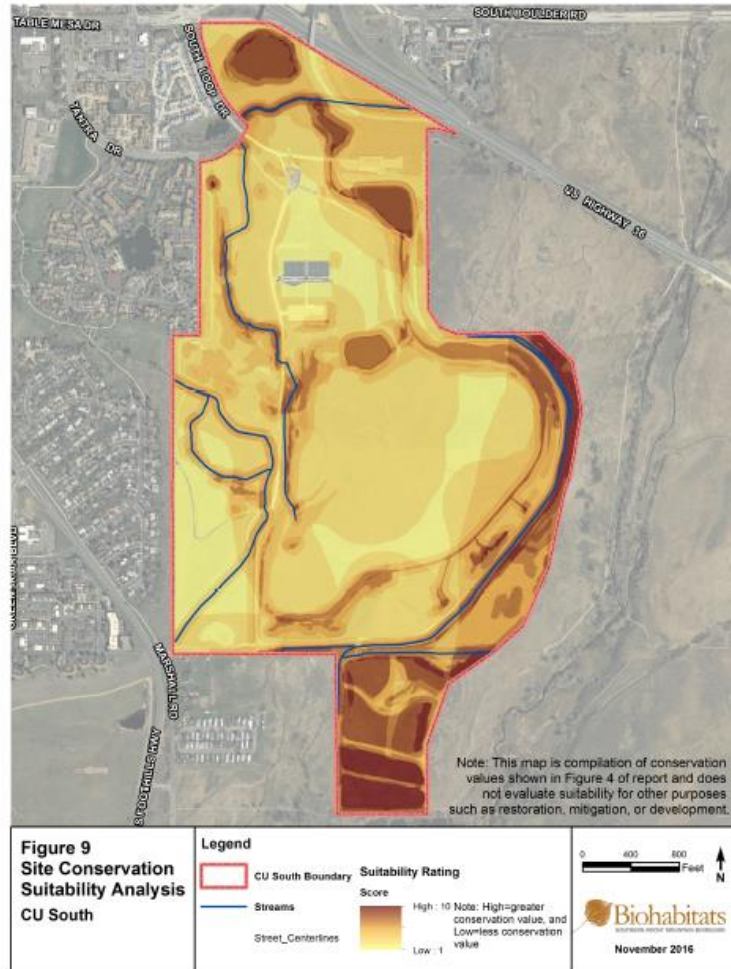 TABLE MESA DR
SOUTH BOULDER RD
SOUTH LOOP DR
TANTRA DR
US HIGHWAY 36
MARSHALL RD
S FOOTHILLS HWY
Note: This map is compilation of conservation
values shown in Figure 4 of report and does
not evaluate suitability for other purposes
such as restoration, mitigation, or development.
Figure 9
Site Conservation
Suitability Analysis
CU South
Legend
CU South Boundary
Streams
Street_Centerlines
Suitability Rating
Score
High : 10
Low : 1
Note: High=greater
conservation value, and
Low=less conservation
value
0 400 800
Feet
N
Biohabitats
November 2016